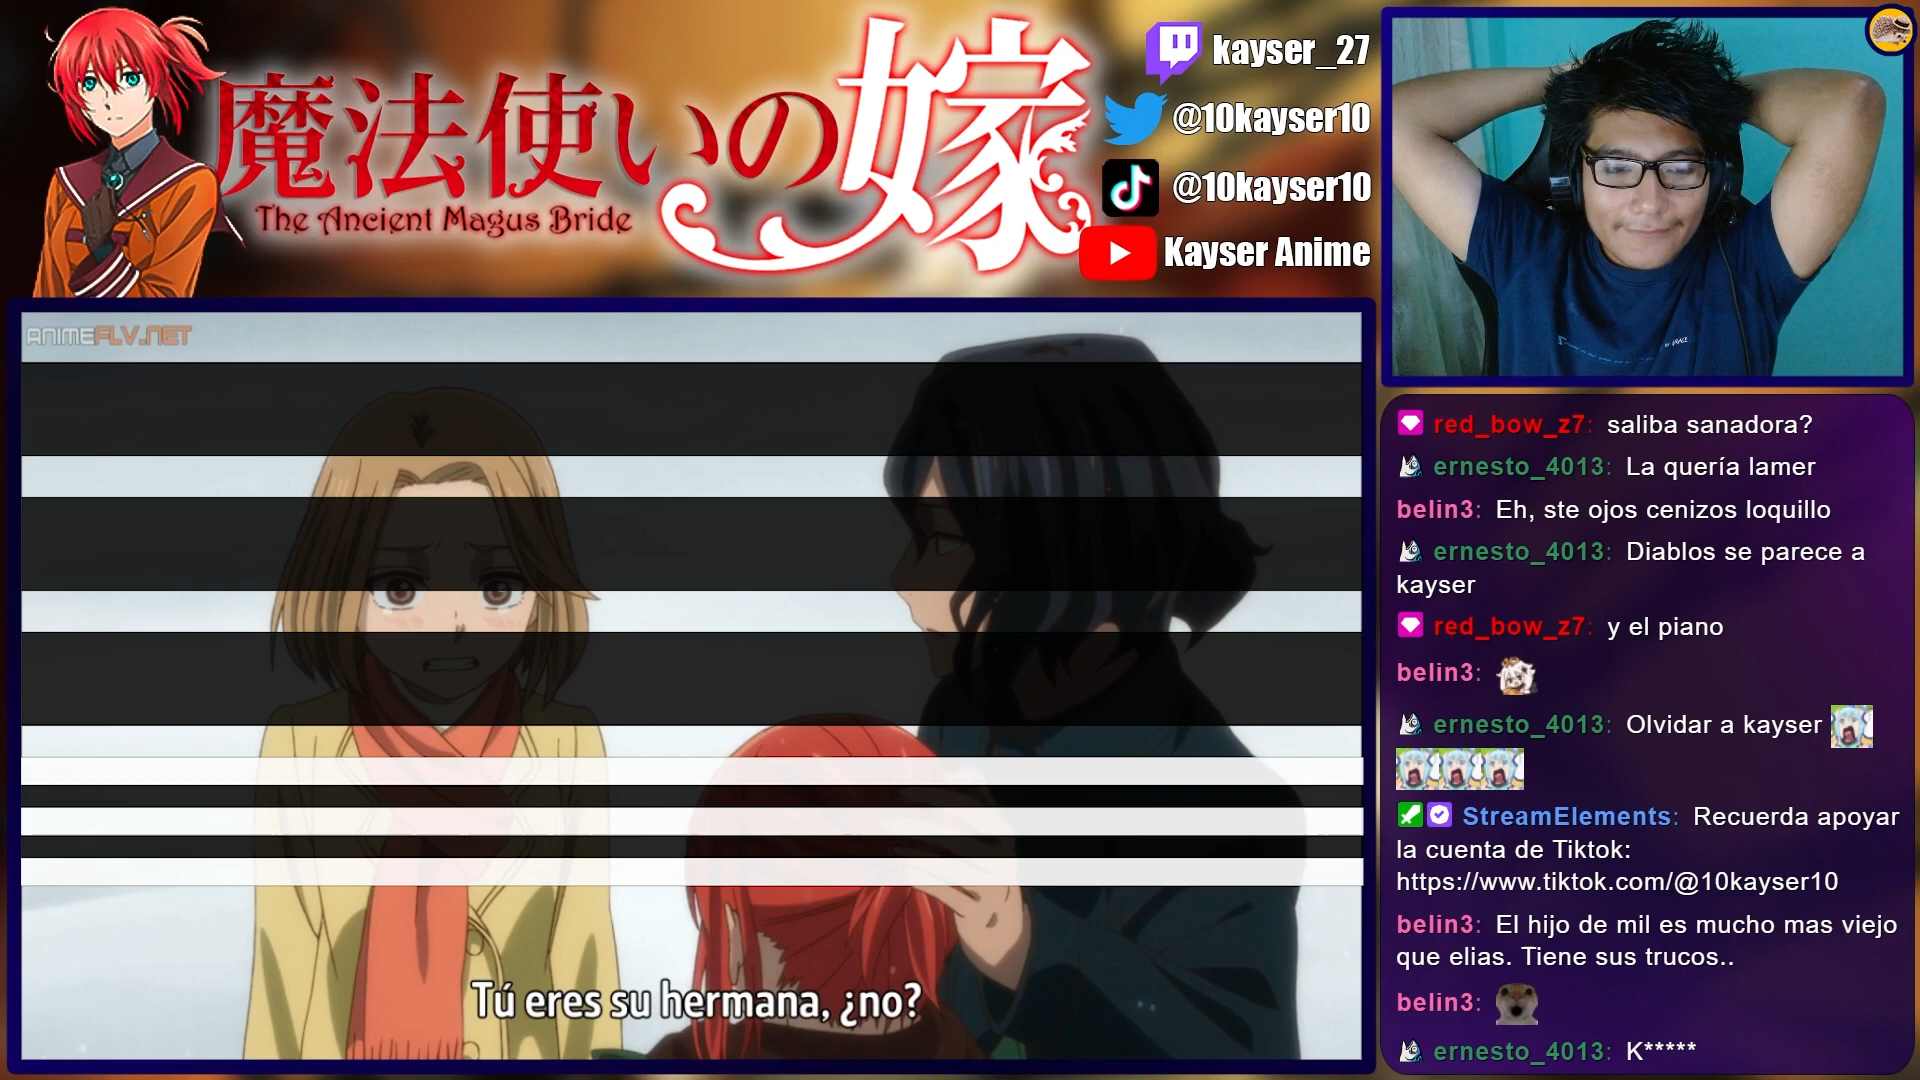 魔法使いの嫁
The Ancient Magus Bride
kayser_27
@10kayser10
@10kayser10
Kayser Anime
ANIMEFLV.NET
Tú eres su hermana, ¿no?
red_bow_z7: saliba sanadora?
ernesto_4013: La quería lamer
belin3: Eh, ste ojos cenizos loquillo
ernesto_4013: Diablos se parece a
kayser
red_bow_z7: y el piano
belin3:
ernesto_4013: Olvidar a kayser
StreamElements: Recuerda apoyar
la cuenta de Tiktok:
https://www.tiktok.com/@10kayser10
belin3: El hijo de mil es mucho mas viejo
que elias. Tiene sus trucos..
belin3:
ernesto_4013: K*****